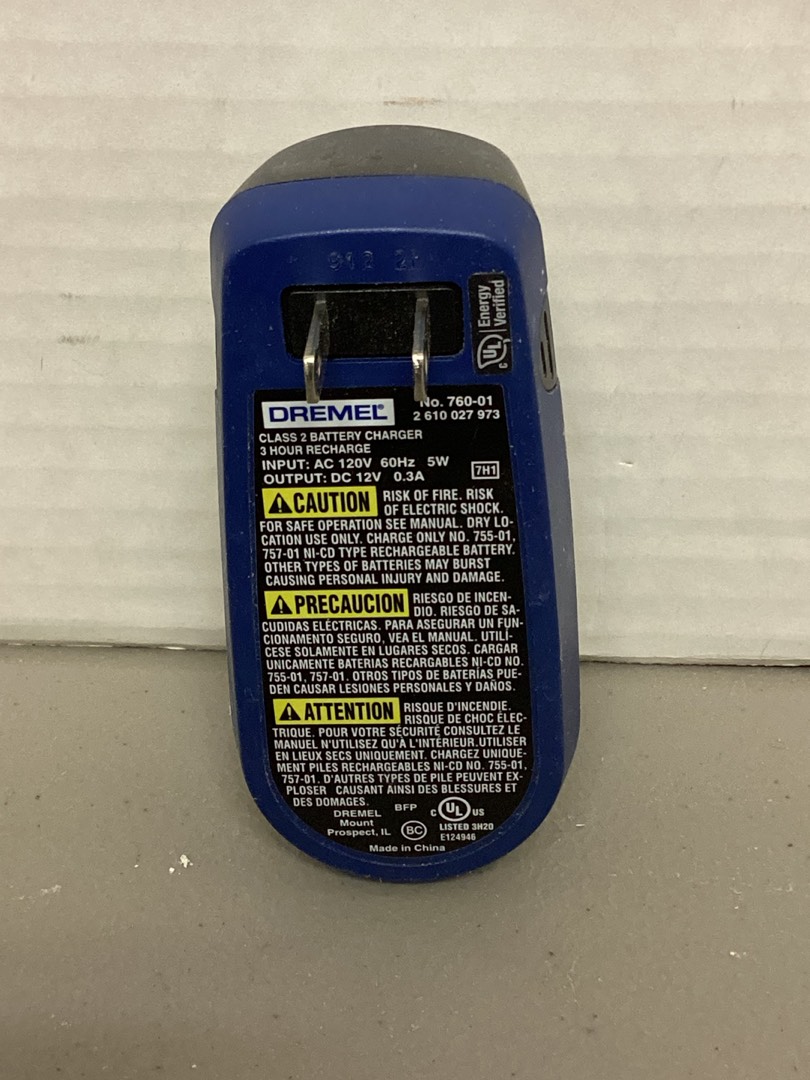 Energy
Verified
C UL
DREMEL
No. 760-01
2 610 027 973
CLASS 2 BATTERY CHARGER
3 HOUR RECHARGE
INPUT: AC 120V 60Hz 5W
OUTPUT: DC 12V 0.3A
7H1
CAUTION RISK OF FIRE. RISK
OF ELECTRIC SHOCK.
FOR SAFE OPERATION SEE MANUAL. DRY LO-
CATION USE ONLY. CHARGE ONLY NO. 755-01,
757-01 NI-CD TYPE RECHARGEABLE BATTERY.
OTHER TYPES OF BATTERIES MAY BURST
CAUSING PERSONAL INJURY AND DAMAGE.
PRECAUCION RIESGO DE INCEN-
DIO. RIESGO DE SA-
CUDIDAS ELÉCTRICAS. PARA ASEGURAR UN FUN-
CIONAMENTO SEGURO, VEA EL MANUAL. UTILÍ-
CESE SOLAMENTE EN LUGARES SECOS. CARGAR
UNICAMENTE BATERIAS RECARGABLES NI-CD NO.
755-01, 757-01. OTROS TIPOS DE BATERÍAS PUE-
DEN CAUSAR LESIONES PERSONALES Y DAÑOS.
ATTENTION RISQUE D'INCENDIE.
RISQUE DE CHOC ÉLEC-
TRIQUE. POUR VOTRE SÉCURITÉ CONSULTEZ LE
MANUEL N'UTILISEZ QU'À L'INTÉRIEUR.UTILISER
EN LIEUX SECS UNIQUEMENT. CHARGEZ UNIQUE-
MENT PILES RECHARGEABLES NI-CD NO. 755-01,
757-01. D'AUTRES TYPES DE PILE PEUVENT EX-
PLOSER CAUSANT AINSI DES BLESSURES ET
DES DOMAGES.
DREMEL BFP
Mount
Prospect, IL
BC
C UL US
LISTED 3H20
E124946
Made in China